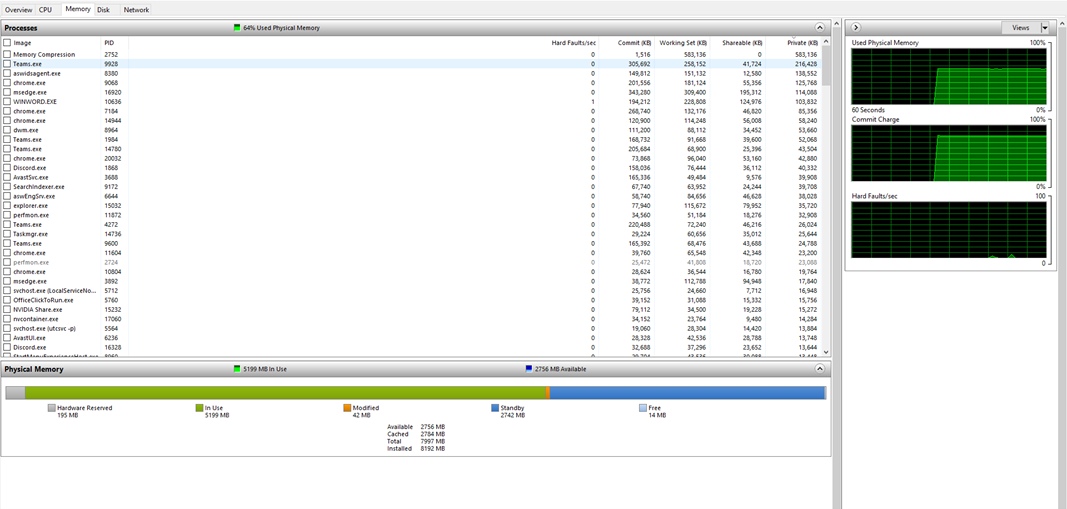 Overview CPU Memory Disk Network
Processes 64% Used Physical Memory
Image PID Hard Faults/sec Commit (KB) Working Set (KB) Shareable (KB) Private (KB)
Memory Compression 2752 0 1,516 583,136 0 583,136
Teams.exe 9928 0 305,692 258,152 41,724 216,428
aswidsagent.exe 8380 0 149,812 151,132 12,580 138,552
chrome.exe 9068 0 201,556 181,124 55,356 125,768
msedge.exe 16920 0 343,280 309,400 195,312 114,088
WINWORD.EXE 10636 1 194,212 228,808 124,976 103,832
chrome.exe 7184 0 268,740 132,176 46,820 85,356
chrome.exe 14944 0 120,900 114,248 56,008 58,240
dwm.exe 8964 0 111,200 88,112 34,452 53,660
Teams.exe 1984 0 168,732 91,668 39,600 52,068
Teams.exe 14780 0 205,684 68,900 25,396 43,504
chrome.exe 20032 0 73,868 96,040 53,160 42,880
Discord.exe 1868 0 158,036 76,444 36,112 40,332
AvastSvc.exe 3688 0 165,336 49,484 9,576 39,908
SearchIndexer.exe 9172 0 67,740 63,952 24,244 39,708
aswEngSrv.exe 6644 0 58,740 84,656 46,628 38,028
explorer.exe 15032 0 77,940 115,672 79,952 35,720
perfmon.exe 11872 0 34,560 51,184 18,276 32,908
Teams.exe 4272 0 220,488 72,240 46,216 26,024
Taskmgr.exe 14736 0 29,224 60,656 35,012 25,644
Teams.exe 9600 0 165,392 68,476 43,688 24,788
chrome.exe 11604 0 39,760 65,548 42,348 23,200
perfmon.exe 2724 0 25,472 41,808 18,720 23,088
chrome.exe 10804 0 28,624 36,544 16,780 19,764
msedge.exe 3892 0 38,772 112,788 94,948 17,840
svchost.exe (LocalServiceNo... 5712 0 25,756 24,660 7,712 16,948
OfficeClickToRun.exe 5760 0 39,152 31,088 15,332 15,756
NVIDIA Share.exe 15232 0 79,112 34,500 19,228 15,272
nvcontainer.exe 17060 0 34,152 23,764 9,480 14,284
svchost.exe (utcsvc -p) 5564 0 19,060 28,304 14,420 13,884
AvastUI.exe 6236 0 28,328 42,536 28,788 13,748
Discord.exe 16328 0 32,688 37,296 23,652 13,644
Physical Memory 5199 MB In Use 2756 MB Available
Hardware Reserved In Use Modified Standby Free
195 MB 5199 MB 42 MB 2742 MB 14 MB
Available 2756 MB
Cached 2784 MB
Total 7997 MB
Installed 8192 MB
Views
Used Physical Memory 100%
60 Seconds 0%
Commit Charge 100%
0%
Hard Faults/sec 100
0